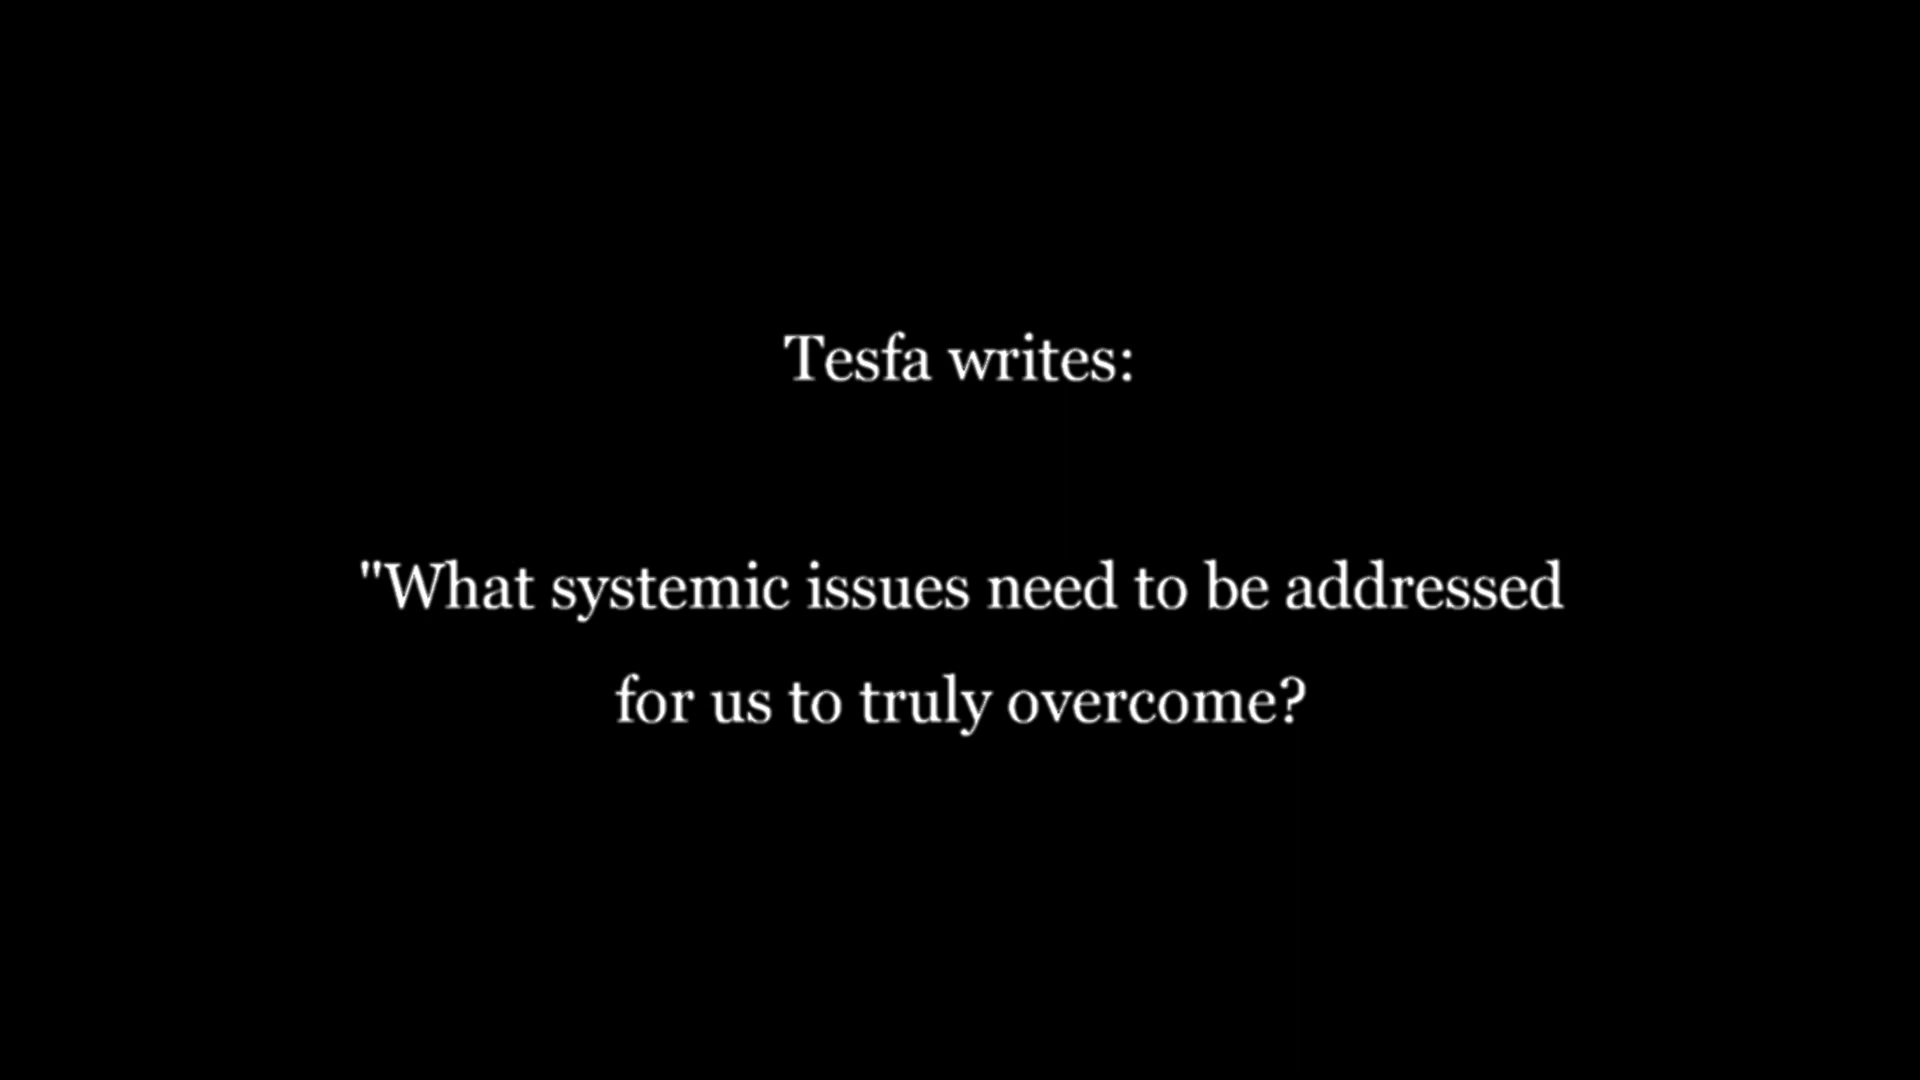 Tesfa writes:
"What systemic issues need to be addressed
for us to truly overcome?